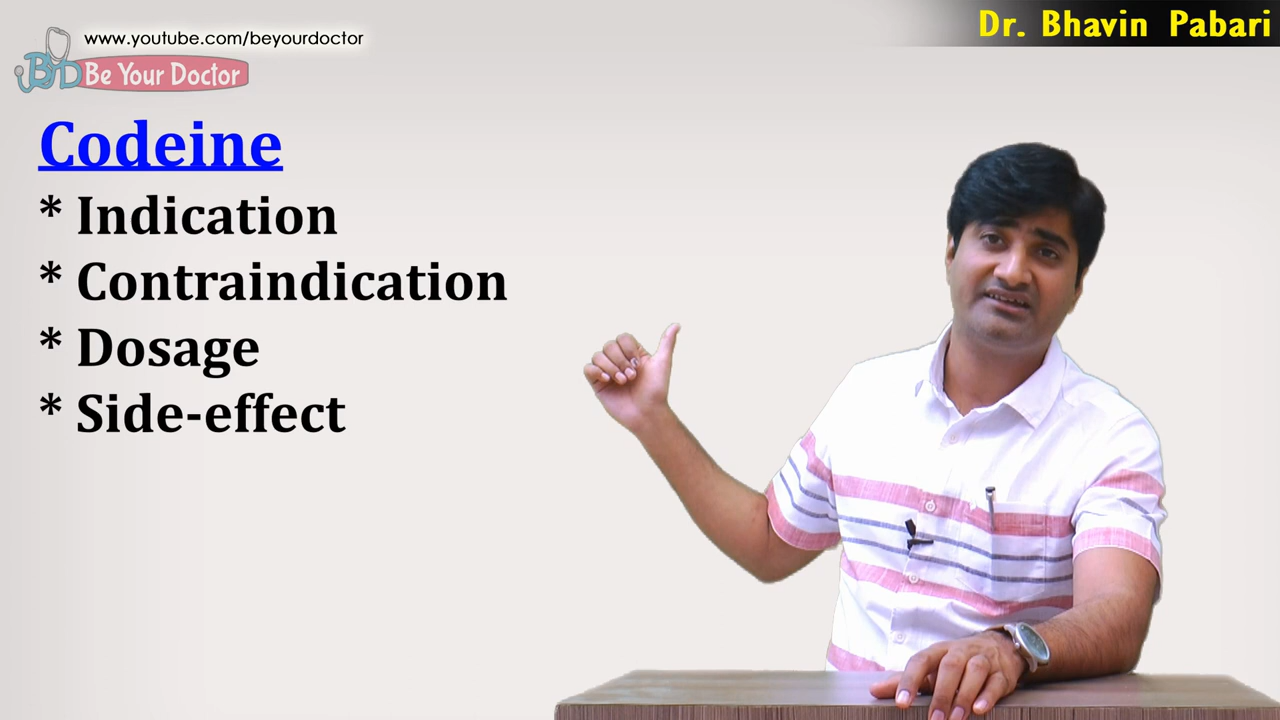 www.youtube.com/beyourdoctor
Dr. Bhavin Pabari
BYD Be Your Doctor
Codeine
* Indication
* Contraindication
* Dosage
* Side-effect